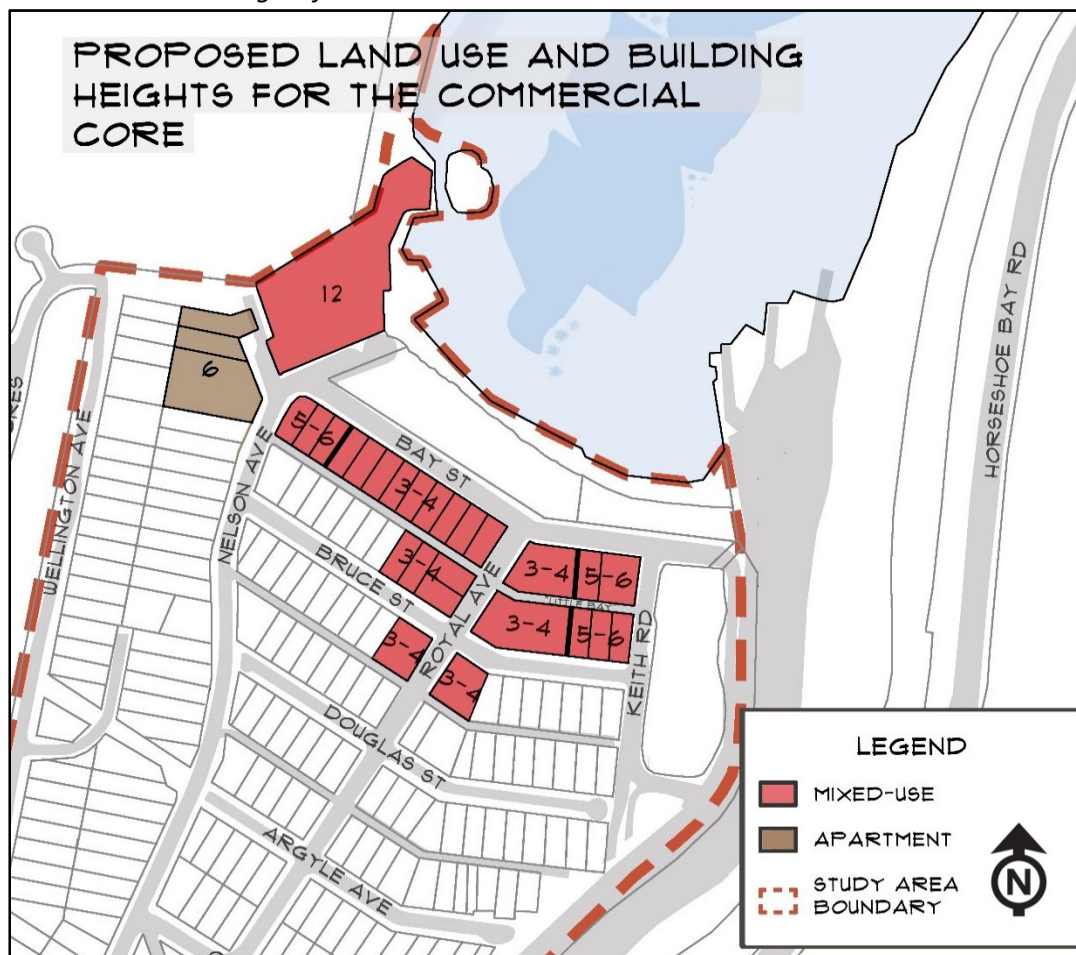 PROPOSED LAND USE AND BUILDING
HEIGHTS FOR THE COMMERCIAL
CORE
12
6
HORSESHOE BAY RD
WELLINGTON AVE
NELSON AVE
5-6
BAY ST
3-4
BRUCE ST
3-4
ROYAL AVE
3-4
5-6
LITTLE BAY
3-4
5-6
3-4
3-4
KEITH RD
DOUGLAS ST
ARGYLE AVE
LEGEND
MIXED-USE
APARTMENT
STUDY AREA
BOUNDARY
N